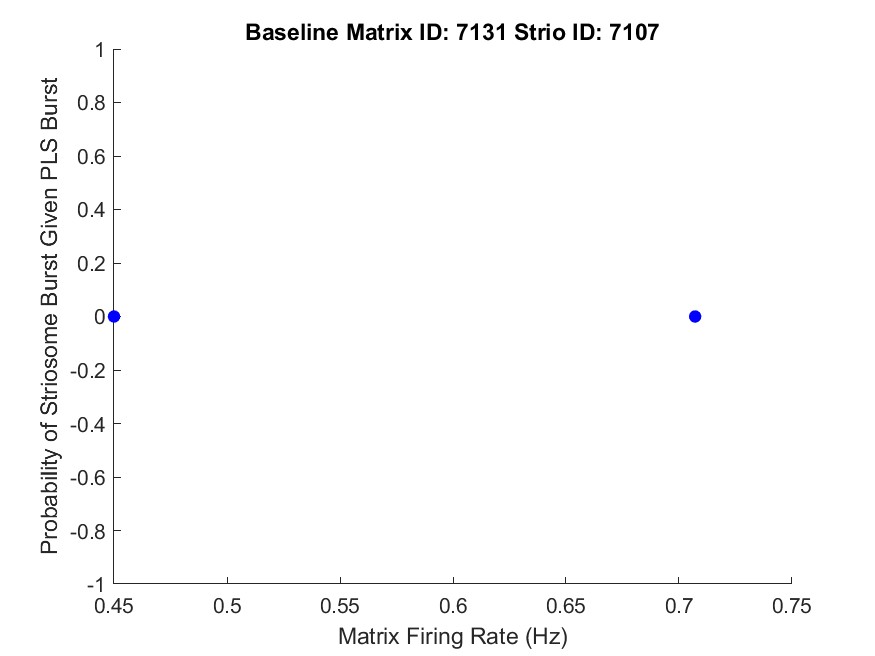 Baseline Matrix ID: 7131 Strio ID: 7107
Probability of Striosome Burst Given PLS Burst
1
0.8
0.6
0.4
0.2
0
-0.2
-0.4
-0.6
-0.8
-1
0.45 0.5 0.55 0.6 0.65 0.7 0.75
Matrix Firing Rate (Hz)